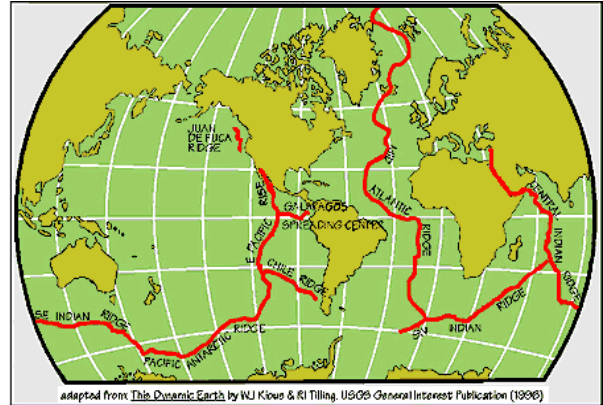 JUAN
DE FUCA
RIDGE
E. PACIFIC RISE
GALAPAGOS
SPREADING CENTER
CHILE RIDGE
PACIFIC ANTARCTIC RIDGE
SE INDIAN RIDGE
MID ATLANTIC RIDGE
SW INDIAN RIDGE
CENTRAL INDIAN RIDGE
adapted from: This Dynamic Earth by WJ Kious & RI Tilling, USGS General Interest Publication (1996)